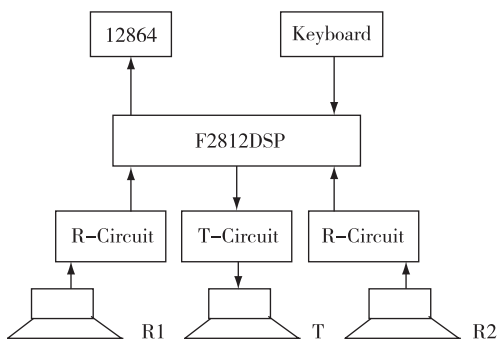 12864
Keyboard
F2812DSP
R-Circuit
T-Circuit
R-Circuit
R1
T
R2